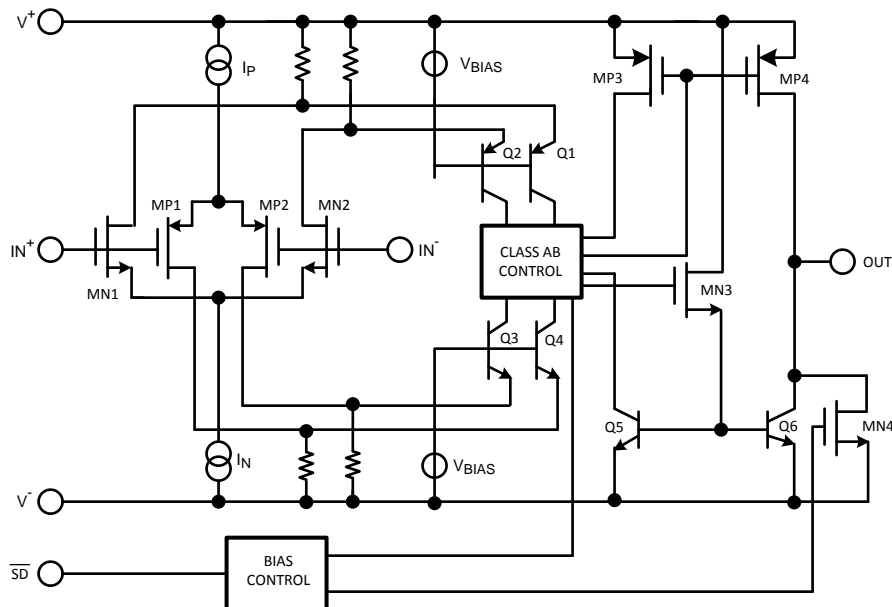 V+
IP
VBIAS
MP3
MP4
Q2
Q1
MP1
MP2
MN2
IN+
IN-
CLASS AB
CONTROL
OUT
MN3
MN1
Q3
Q4
Q5
Q6
MN4
IN
VBIAS
V-
SD
BIAS
CONTROL